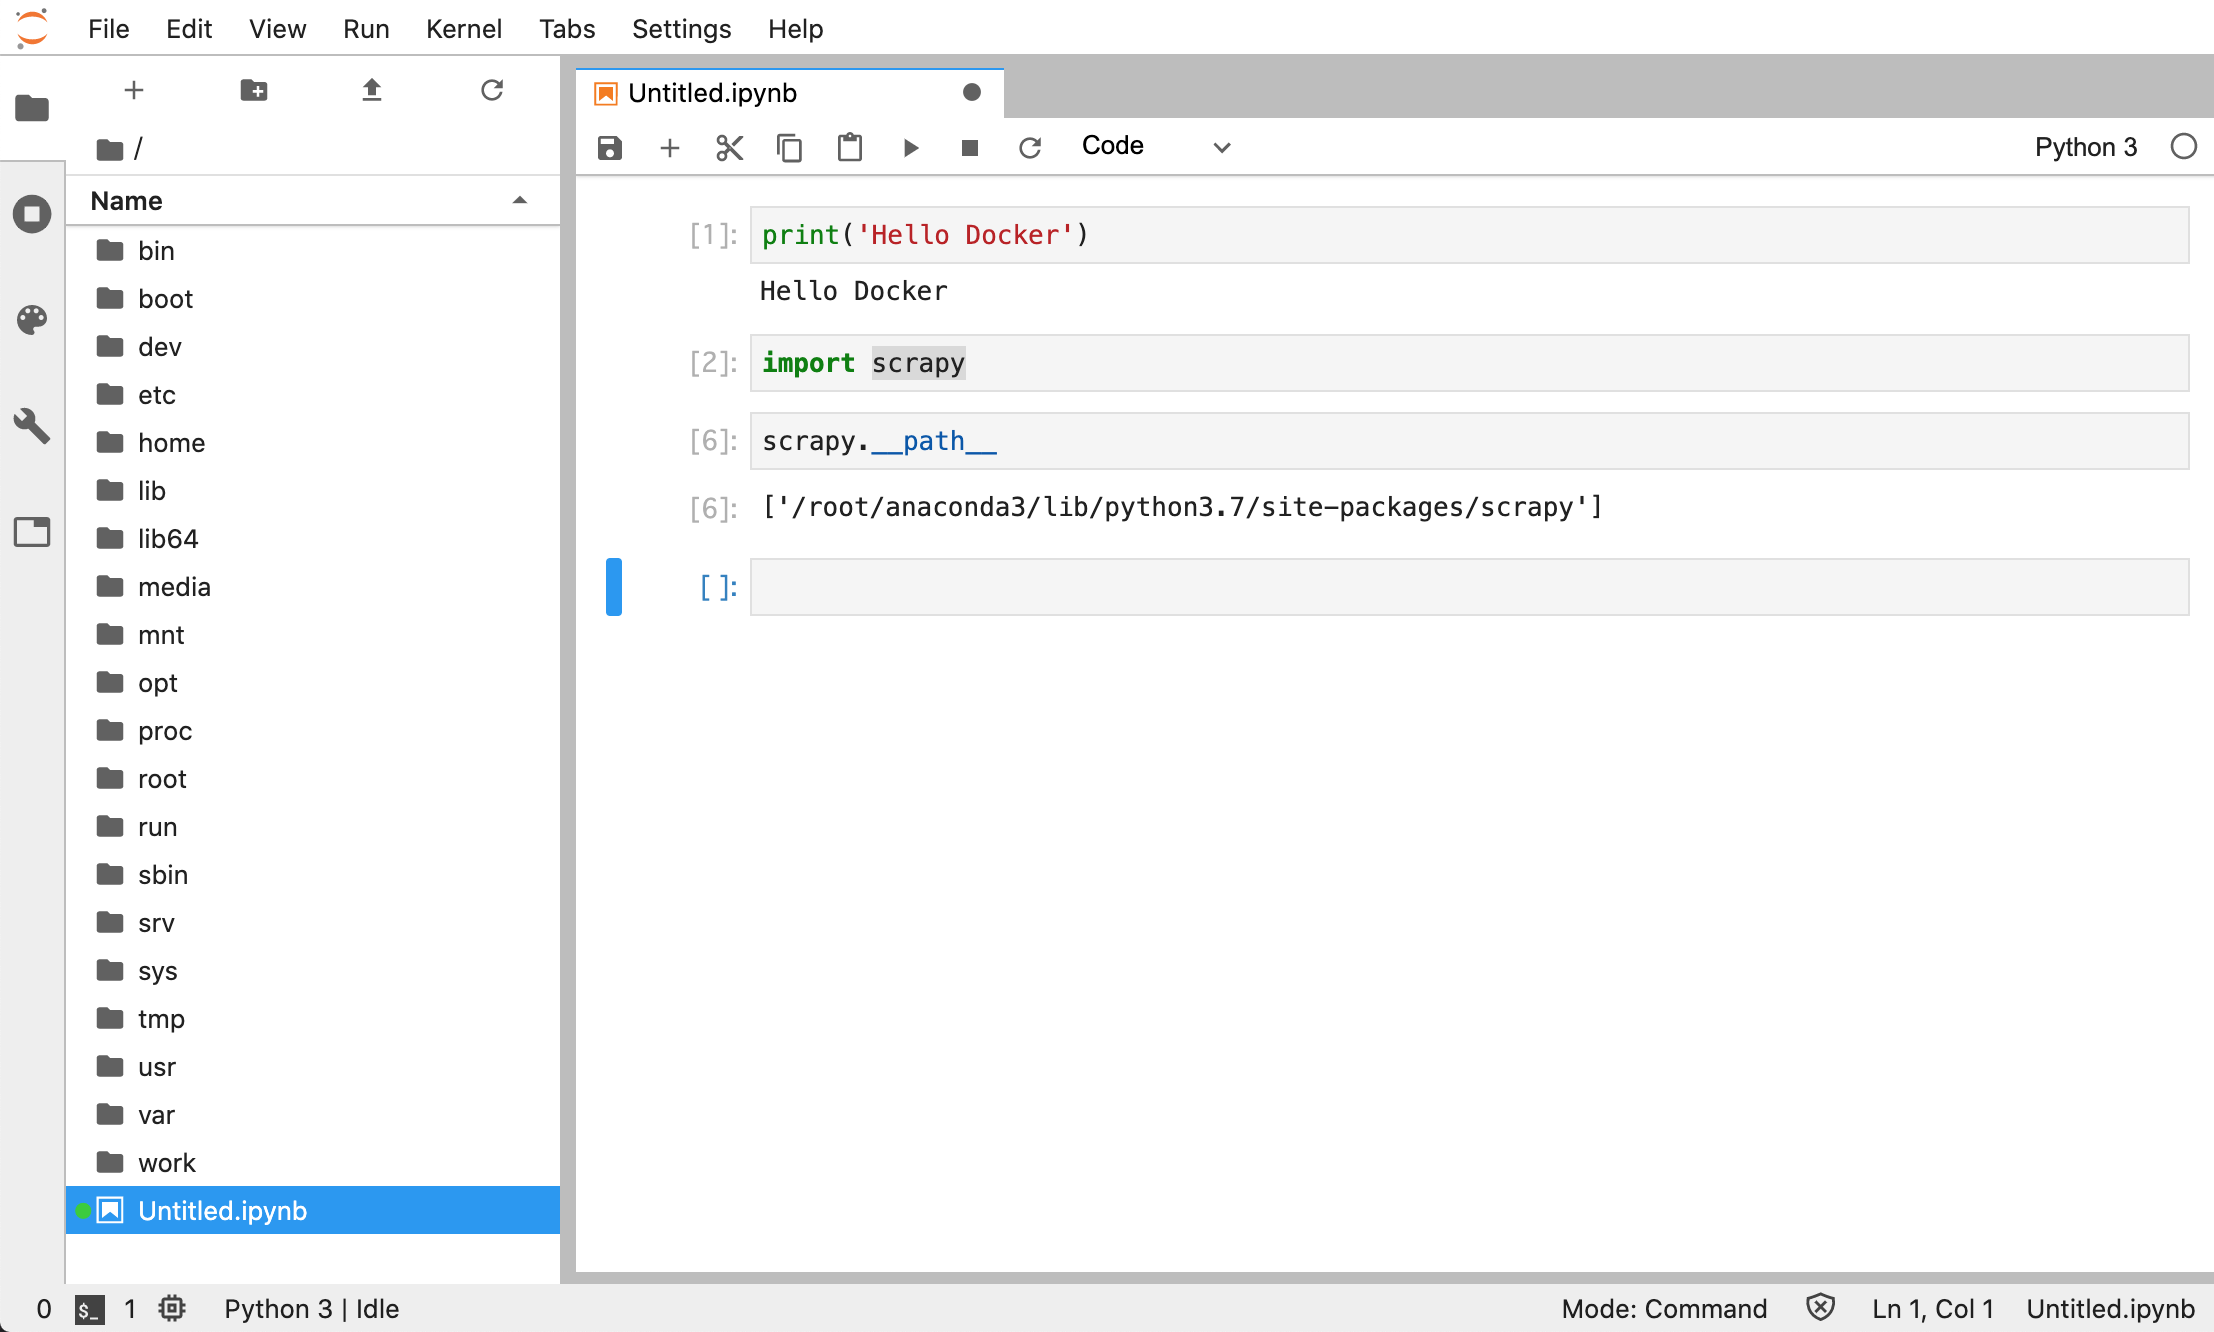 File Edit View Run Kernel Tabs Settings Help
/
Name
bin
boot
dev
etc
home
lib
lib64
media
mnt
opt
proc
root
run
sbin
srv
sys
tmp
usr
var
work
Untitled.ipynb
Untitled.ipynb
Code
Python 3
[1]: print('Hello Docker')
Hello Docker
[2]: import scrapy
[6]: scrapy.__path__
[6]: ['/root/anaconda3/lib/python3.7/site-packages/scrapy']
[ ]:
0 $_ 1 Python 3 | Idle Mode: Command Ln 1, Col 1 Untitled.ipynb